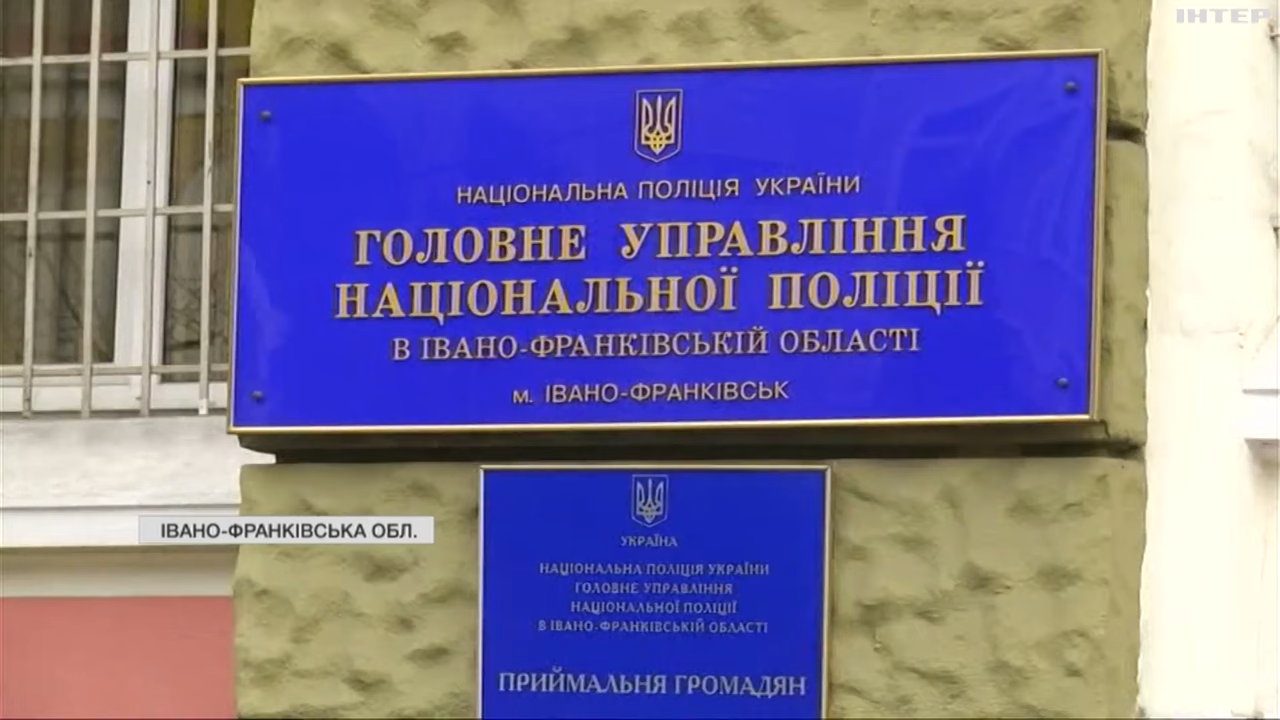 ІНТЕР
НАЦІОНАЛЬНА ПОЛІЦІЯ УКРАЇНИ
ГОЛОВНЕ УПРАВЛІННЯ
НАЦІОНАЛЬНОЇ ПОЛІЦІЇ
В ІВАНО-ФРАНКІВСЬКІЙ ОБЛАСТІ
м. ІВАНО-ФРАНКІВСЬК
ІВАНО-ФРАНКІВСЬКА ОБЛ.
УКРАЇНА
НАЦІОНАЛЬНА ПОЛІЦІЯ УКРАЇНИ
ГОЛОВНЕ УПРАВЛІННЯ
НАЦІОНАЛЬНОЇ ПОЛІЦІЇ
В ІВАНО-ФРАНКІВСЬКІЙ ОБЛАСТІ
ПРИЙМАЛЬНЯ ГРОМАДЯН